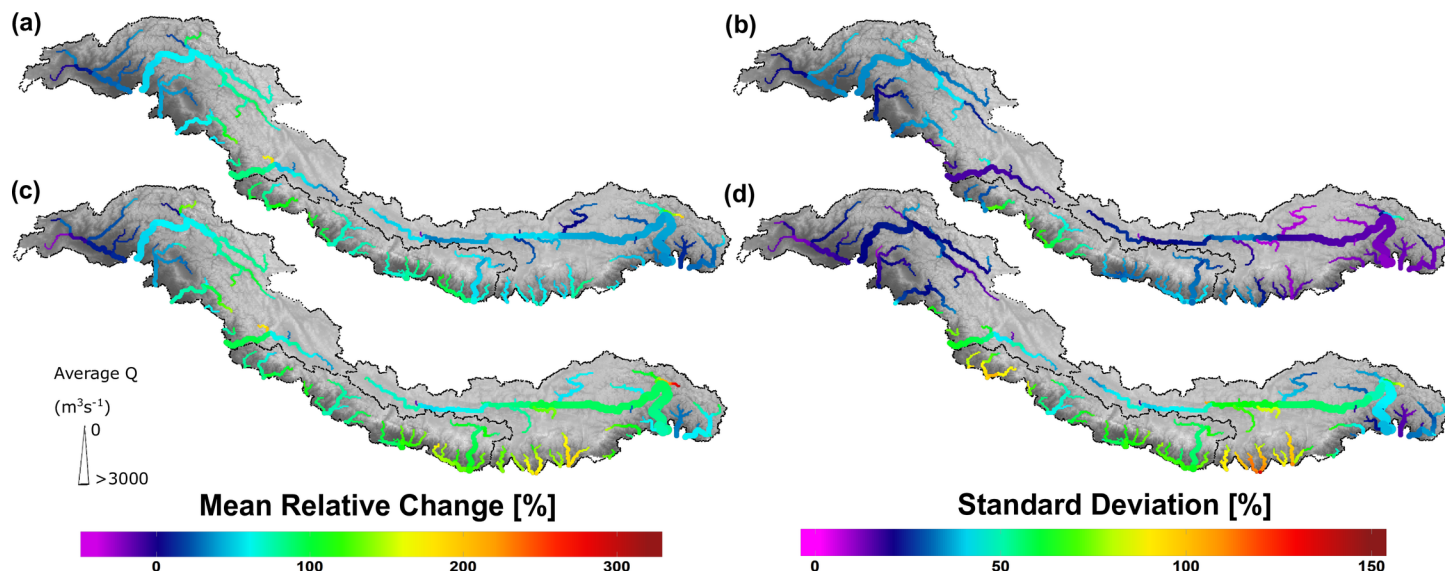 (a)
(b)
(c)
(d)
Average Q
(m³s⁻¹)
0
>3000
Mean Relative Change [%]
0
100
200
300
Standard Deviation [%]
0
50
100
150